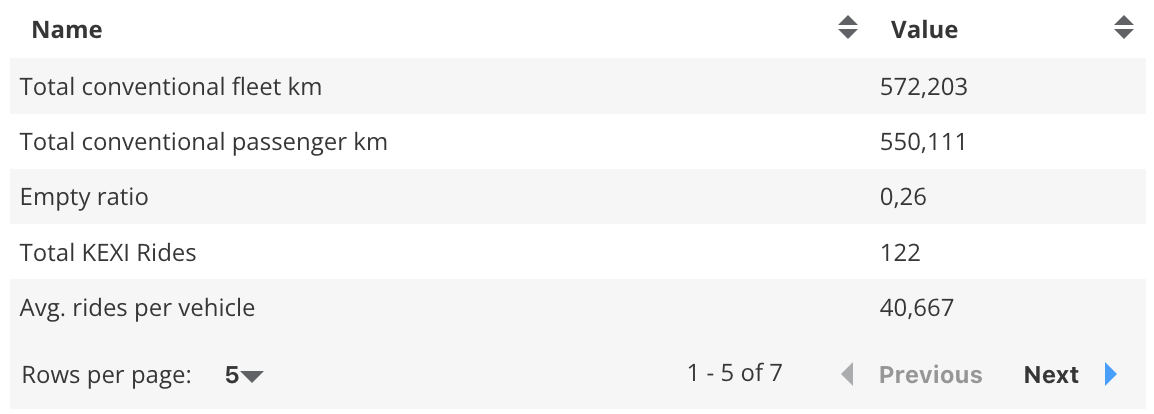 Name Value
Total conventional fleet km 572,203
Total conventional passenger km 550,111
Empty ratio 0,26
Total KEXI Rides 122
Avg. rides per vehicle 40,667
Rows per page: 5 1 - 5 of 7 Previous Next